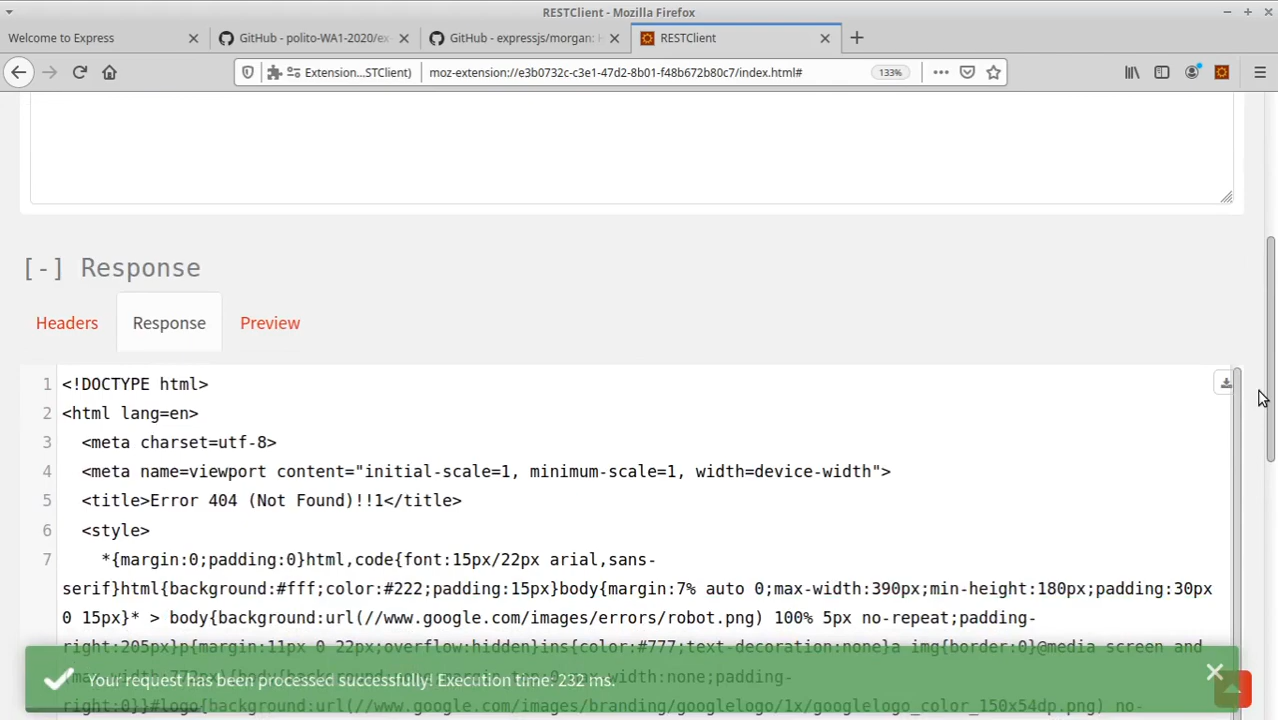 RESTClient - Mozilla Firefox
Welcome to Express
GitHub - polito-WA1-2020/ex
GitHub - expressjs/morgan: H
RESTClient
Extension...STClient)
moz-extension://e3b0732c-c3e1-47d2-8b01-f48b672b80c7/index.html#
133%
[-] Response
Headers
Response
Preview
1 <!DOCTYPE html>
2 <html lang=en>
3 <meta charset=utf-8>
4 <meta name=viewport content="initial-scale=1, minimum-scale=1, width=device-width">
5 <title>Error 404 (Not Found)!!1</title>
6 <style>
7 *{margin:0;padding:0}html,code{font:15px/22px arial,sans-
serif}html{background:#fff;color:#222;padding:15px}body{margin:7% auto 0;max-width:390px;min-height:180px;padding:30px
0 15px}* > body{background:url(//www.google.com/images/errors/robot.png) 100% 5px no-repeat;padding-
right:205px}p{margin:11px 0 22px;overflow:hidden}ins{color:#777;text-decoration:none}a img{border:0}@media screen and
Your request has been processed successfully! Execution time: 232 ms.
width:none;padding-
right:0}}#logo{background:url(//www.google.com/images/branding/googlelogo/1x/googlelogo_color_150x54dp.png) no-